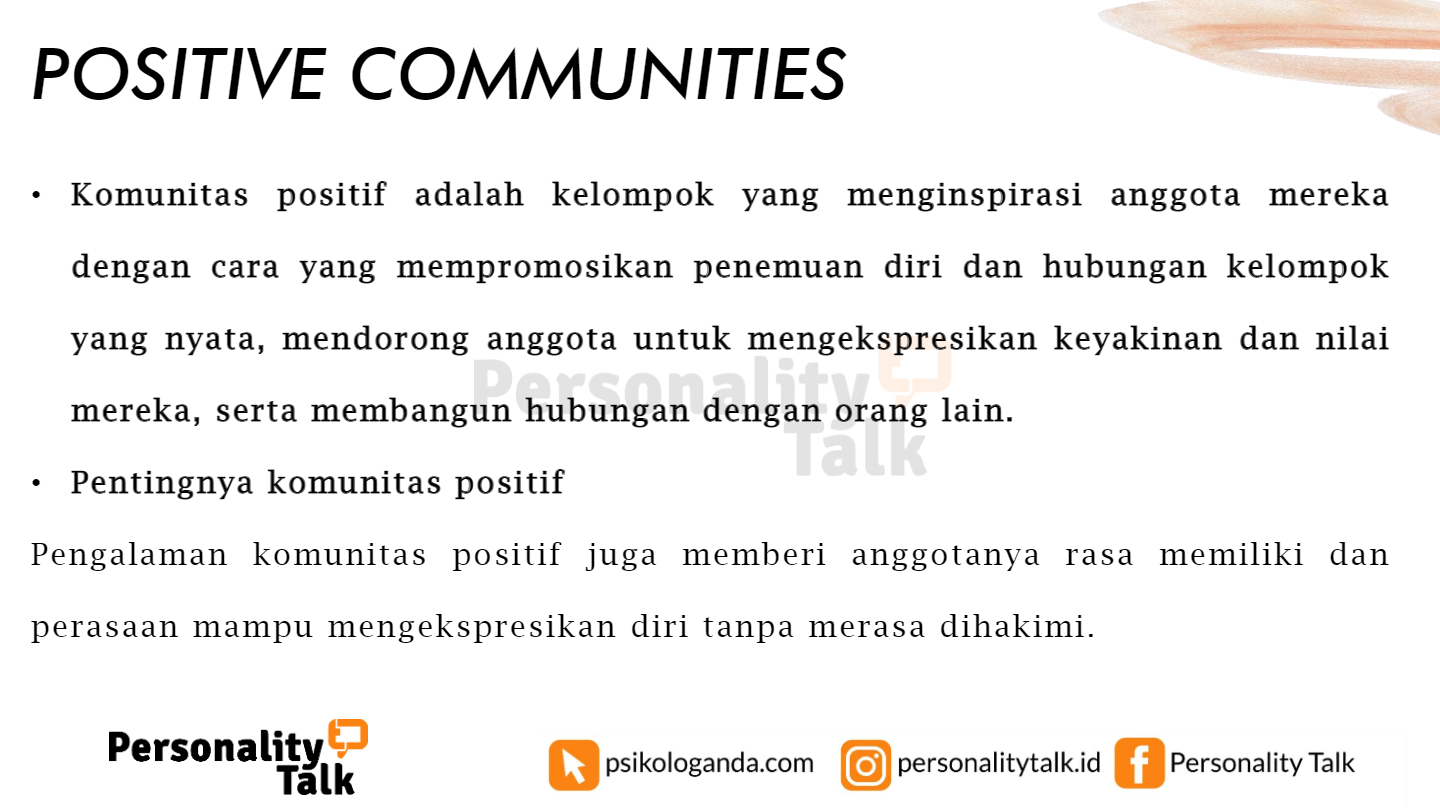 POSITIVE COMMUNITIES
• Komunitas positif adalah kelompok yang menginspirasi anggota mereka
dengan cara yang mempromosikan penemuan diri dan hubungan kelompok
yang nyata, mendorong anggota untuk mengekspresikan keyakinan dan nilai
mereka, serta membangun hubungan dengan orang lain.
Personality
Talk
• Pentingnya komunitas positif
Pengalaman komunitas positif juga memberi anggotanya rasa memiliki dan
perasaan mampu mengekspresikan diri tanpa merasa dihakimi.
Personality
Talk
psikologanda.com
personalitytalk.id
Personality Talk